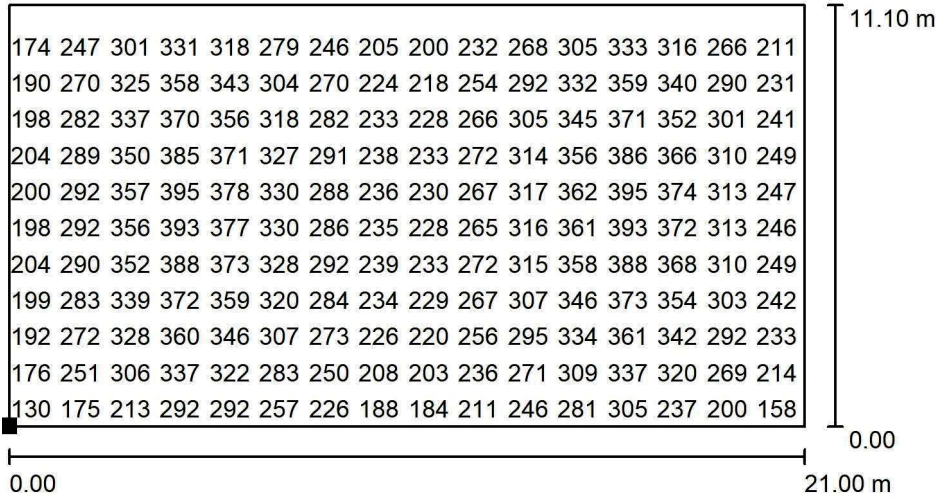 11.10 m
174 247 301 331 318 279 246 205 200 232 268 305 333 316 266 211
190 270 325 358 343 304 270 224 218 254 292 332 359 340 290 231
198 282 337 370 356 318 282 233 228 266 305 345 371 352 301 241
204 289 350 385 371 327 291 238 233 272 314 356 386 366 310 249
200 292 357 395 378 330 288 236 230 267 317 362 395 374 313 247
198 292 356 393 377 330 286 235 228 265 316 361 393 372 313 246
204 290 352 388 373 328 292 239 233 272 315 358 388 368 310 249
199 283 339 372 359 320 284 234 229 267 307 346 373 354 303 242
192 272 328 360 346 307 273 226 220 256 295 334 361 342 292 233
176 251 306 337 322 283 250 208 203 236 271 309 337 320 269 214
130 175 213 292 292 257 226 188 184 211 246 281 305 237 200 158
0.00
0.00 21.00 m